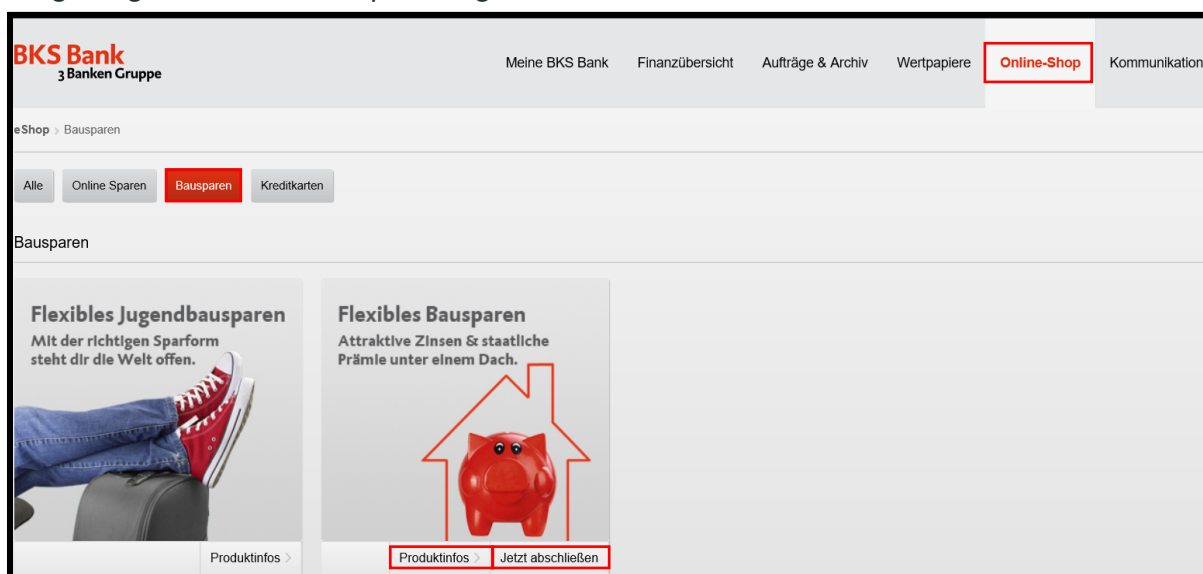 BKS Bank
3 Banken Gruppe
Meine BKS Bank Finanzübersicht Aufträge & Archiv Wertpapiere Online-Shop Kommunikation
eShop > Bausparen
Alle Online Sparen Bausparen Kreditkarten
Bausparen
Flexibles Jugendbausparen
Mit der richtigen Sparform
steht dir die Welt offen.
Produktinfos >
Flexibles Bausparen
Attraktive Zinsen & staatliche
Prämie unter einem Dach.
Produktinfos > Jetzt abschließen